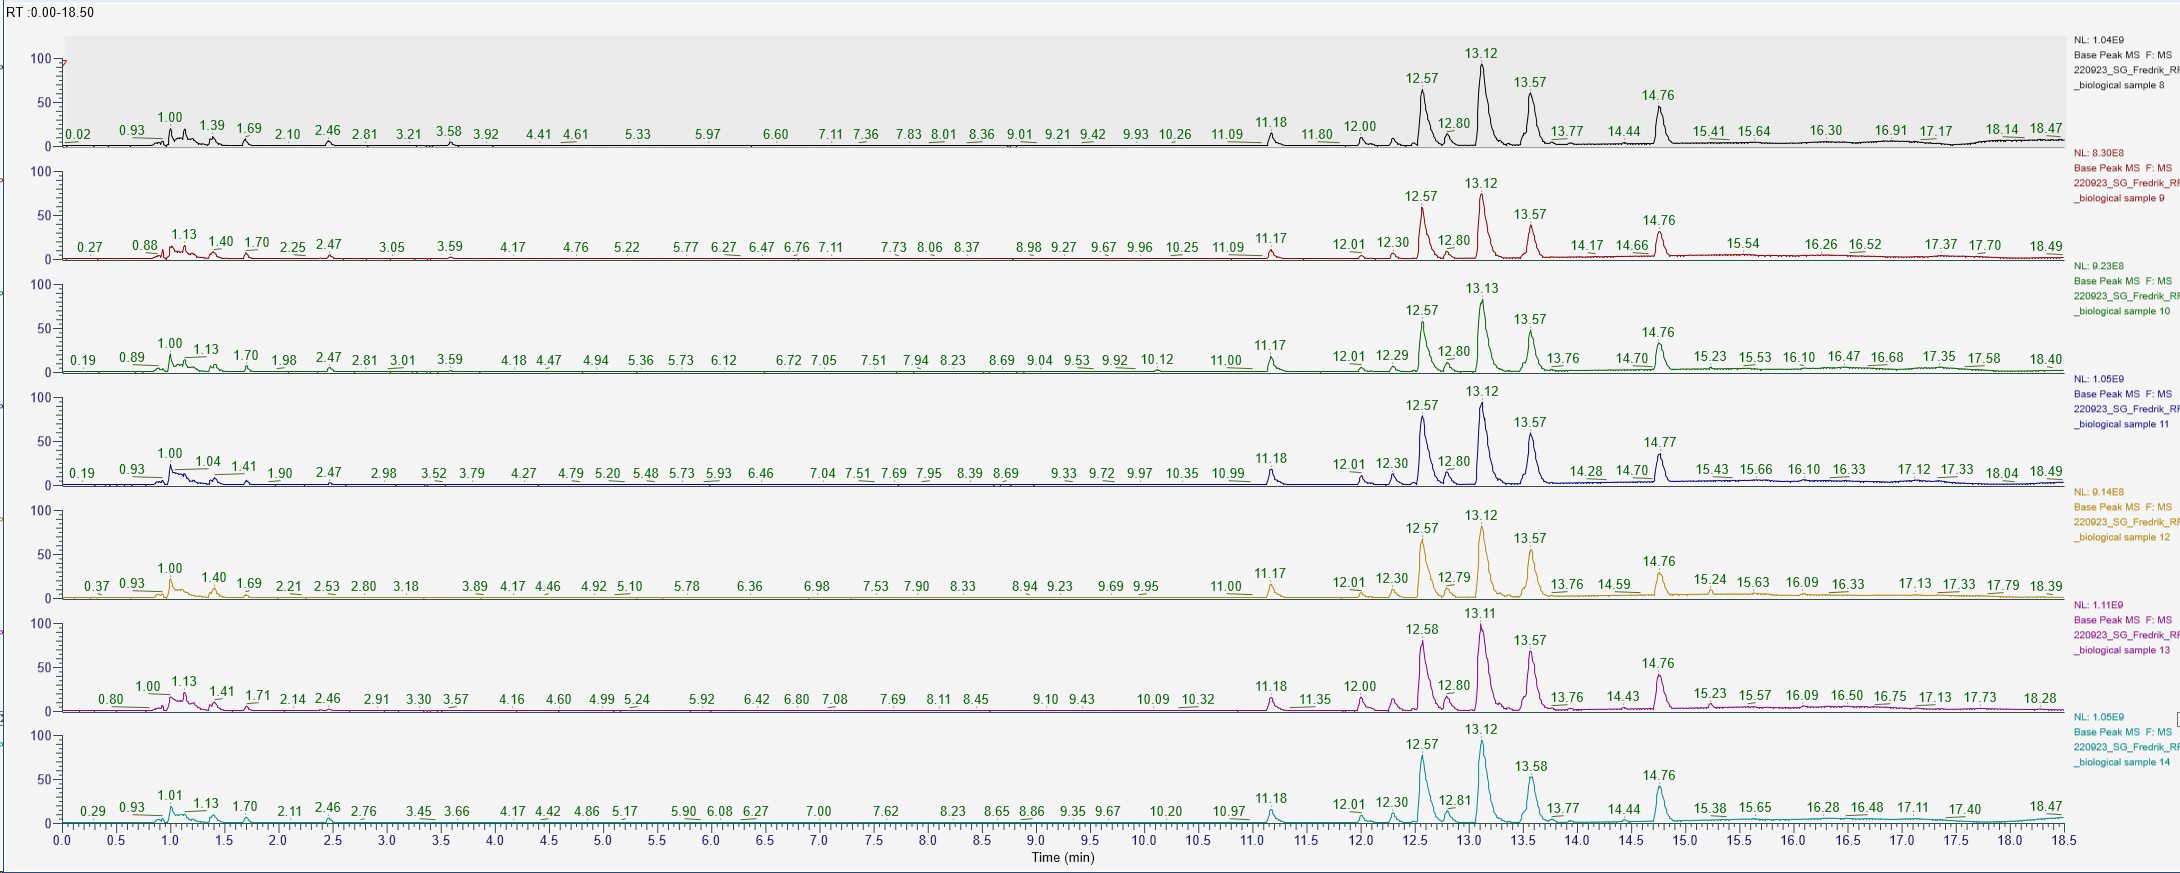 RT :0.00-18.50
NL: 1.04E9
Base Peak MS F: MS
220923_SG_Fredrik_RF
_biological sample 8
100
50
0
0.02 0.93 1.00 1.39 1.69 2.10 2.46 2.81 3.21 3.58 3.92 4.41 4.61 5.33 5.97 6.60 7.11 7.36 7.83 8.01 8.36 9.01 9.21 9.42 9.93 10.26 11.09 11.18 11.80 12.00 12.57 12.80 13.12 13.57 13.77 14.44 14.76 15.41 15.64 16.30 16.91 17.17 18.14 18.47
NL: 8.30E8
Base Peak MS F: MS
220923_SG_Fredrik_RF
_biological sample 9
100
50
0
0.27 0.88 1.13 1.40 1.70 2.25 2.47 3.05 3.59 4.17 4.76 5.22 5.77 6.27 6.47 6.76 7.11 7.73 8.06 8.37 8.98 9.27 9.67 9.96 10.25 11.09 11.17 12.01 12.30 12.57 12.80 13.12 13.57 14.17 14.66 14.76 15.54 16.26 16.52 17.37 17.70 18.49
NL: 9.23E8
Base Peak MS F: MS
220923_SG_Fredrik_RF
_biological sample 10
100
50
0
0.19 0.89 1.00 1.13 1.70 1.98 2.47 2.81 3.01 3.59 4.18 4.47 4.94 5.36 5.73 6.12 6.72 7.05 7.51 7.94 8.23 8.69 9.04 9.53 9.92 10.12 11.00 11.17 12.01 12.29 12.57 12.80 13.13 13.57 13.76 14.70 14.76 15.23 15.53 16.10 16.47 16.68 17.35 17.58 18.40
NL: 1.05E9
Base Peak MS F: MS
220923_SG_Fredrik_RF
_biological sample 11
100
50
0
0.19 0.93 1.00 1.04 1.41 1.90 2.47 2.98 3.52 3.79 4.27 4.79 5.20 5.48 5.73 5.93 6.46 7.04 7.51 7.69 7.95 8.39 8.69 9.33 9.72 9.97 10.35 10.99 11.18 12.01 12.30 12.57 12.80 13.12 13.57 14.28 14.70 14.77 15.43 15.66 16.10 16.33 17.12 17.33 18.04 18.49
NL: 9.14E8
Base Peak MS F: MS
220923_SG_Fredrik_RF
_biological sample 12
100
50
0
0.37 0.93 1.00 1.40 1.69 2.21 2.53 2.80 3.18 3.89 4.17 4.46 4.92 5.10 5.78 6.36 6.98 7.53 7.90 8.33 8.94 9.23 9.69 9.95 11.00 11.17 12.01 12.30 12.57 12.79 13.12 13.57 13.76 14.59 14.76 15.24 15.63 16.09 16.33 17.13 17.33 17.79 18.39
NL: 1.11E9
Base Peak MS F: MS
220923_SG_Fredrik_RF
_biological sample 13
100
50
0
0.80 1.00 1.13 1.41 1.71 2.14 2.46 2.91 3.30 3.57 4.16 4.60 4.99 5.24 5.92 6.42 6.80 7.08 7.69 8.11 8.45 9.10 9.43 10.09 10.32 11.18 11.35 12.00 12.58 12.80 13.11 13.57 13.76 14.43 14.76 15.23 15.57 16.09 16.50 16.75 17.13 17.73 18.28
NL: 1.05E9
Base Peak MS F: MS
220923_SG_Fredrik_RF
_biological sample 14
100
50
0
0.29 0.93 1.01 1.13 1.70 2.11 2.46 2.76 3.45 3.66 4.17 4.42 4.86 5.17 5.90 6.08 6.27 7.00 7.62 8.23 8.65 8.86 9.35 9.67 10.20 10.97 11.18 12.01 12.30 12.57 12.81 13.12 13.58 13.77 14.44 14.76 15.38 15.65 16.28 16.48 17.11 17.40 18.47
0.0 0.5 1.0 1.5 2.0 2.5 3.0 3.5 4.0 4.5 5.0 5.5 6.0 6.5 7.0 7.5 8.0 8.5 9.0 9.5 10.0 10.5 11.0 11.5 12.0 12.5 13.0 13.5 14.0 14.5 15.0 15.5 16.0 16.5 17.0 17.5 18.0 18.5
Time (min)